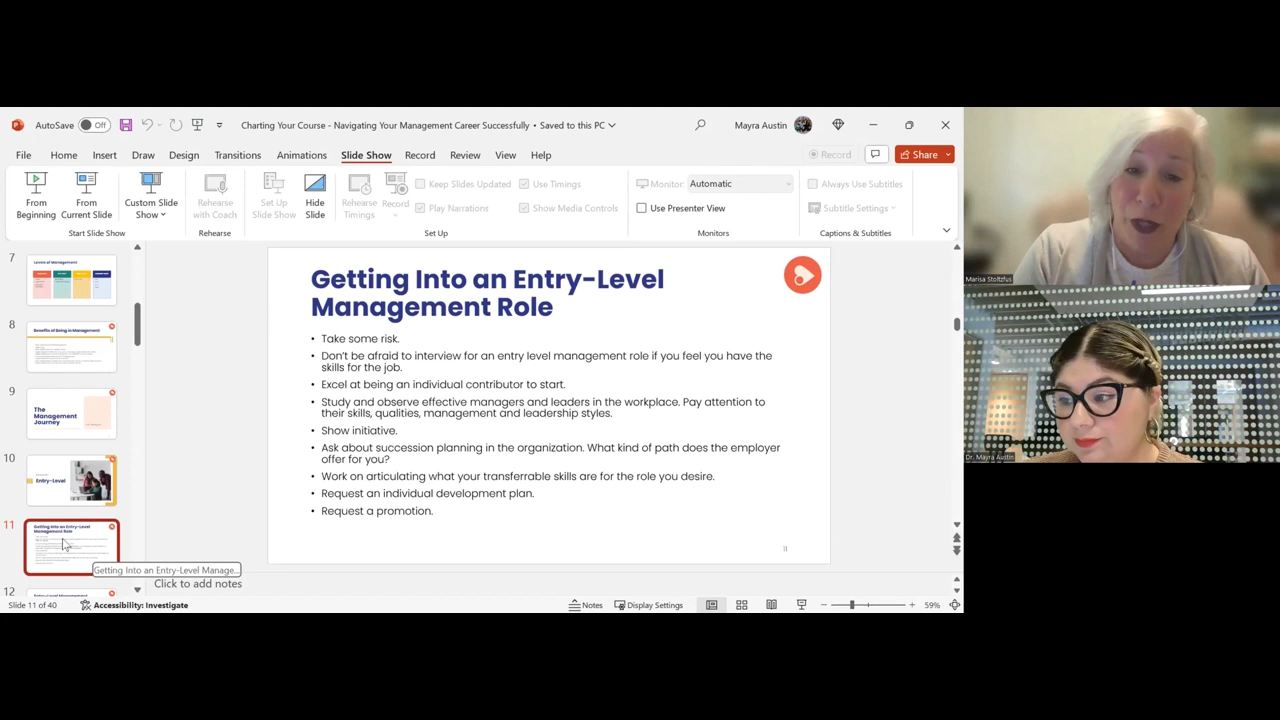 AutoSave Off
Charting Your Course - Navigating Your Management Career Successfully • Saved to this PC
Mayra Austin
File Home Insert Draw Design Transitions Animations Slide Show Record Review View Help
Record
Share
From
Beginning
From
Current Slide
Custom Slide
Show
Start Slide Show
Rehearse
with Coach
Rehearse
Set Up
Slide Show
Hide
Slide
Rehearse
Timings
Record
Keep Slides Updated
Play Narrations
Use Timings
Show Media Controls
Set Up
Monitor: Automatic
Use Presenter View
Monitors
Always Use Subtitles
Subtitle Settings
Captions & Subtitles
7
Levels of Management
8
Benefits of Being in Management
9
The
Management
Journey
10
Entry-Level
11
Getting Into an Entry-Level
Management Role
Getting Into an Entry-Level Manage...
12
Getting Into an Entry-Level
Management Role
• Take some risk.
• Don't be afraid to interview for an entry level management role if you feel you have the
skills for the job.
• Excel at being an individual contributor to start.
• Study and observe effective managers and leaders in the workplace. Pay attention to
their skills, qualities, management and leadership styles.
• Show initiative.
• Ask about succession planning in the organization. What kind of path does the employer
offer for you?
• Work on articulating what your transferrable skills are for the role you desire.
• Request an individual development plan.
• Request a promotion.
11
Click to add notes
Slide 11 of 40
Accessibility: Investigate
Notes
Display Settings
59%
Marisa Stoltzfus
Dr. Mayra Austin